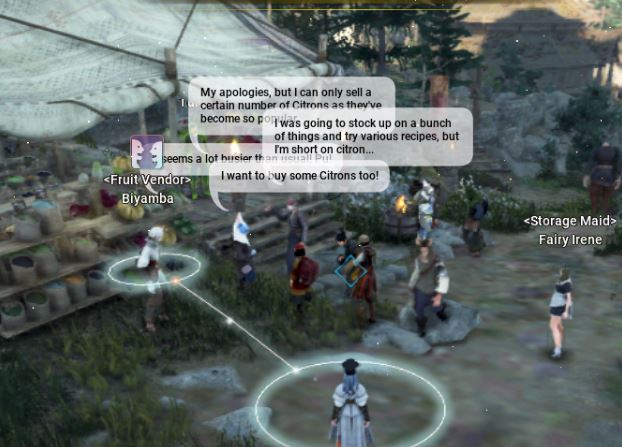 My apologies, but I can only sell a
certain number of Citrons as they've
become so popular
I was going to stock up on a bunch
of things and try various recipes, but
I'm short on citron...
seems a lot busier than usual! Pu!
I want to buy some Citrons too!
<Fruit Vendor>
Biyamba
<Storage Maid>
Fairy Irene